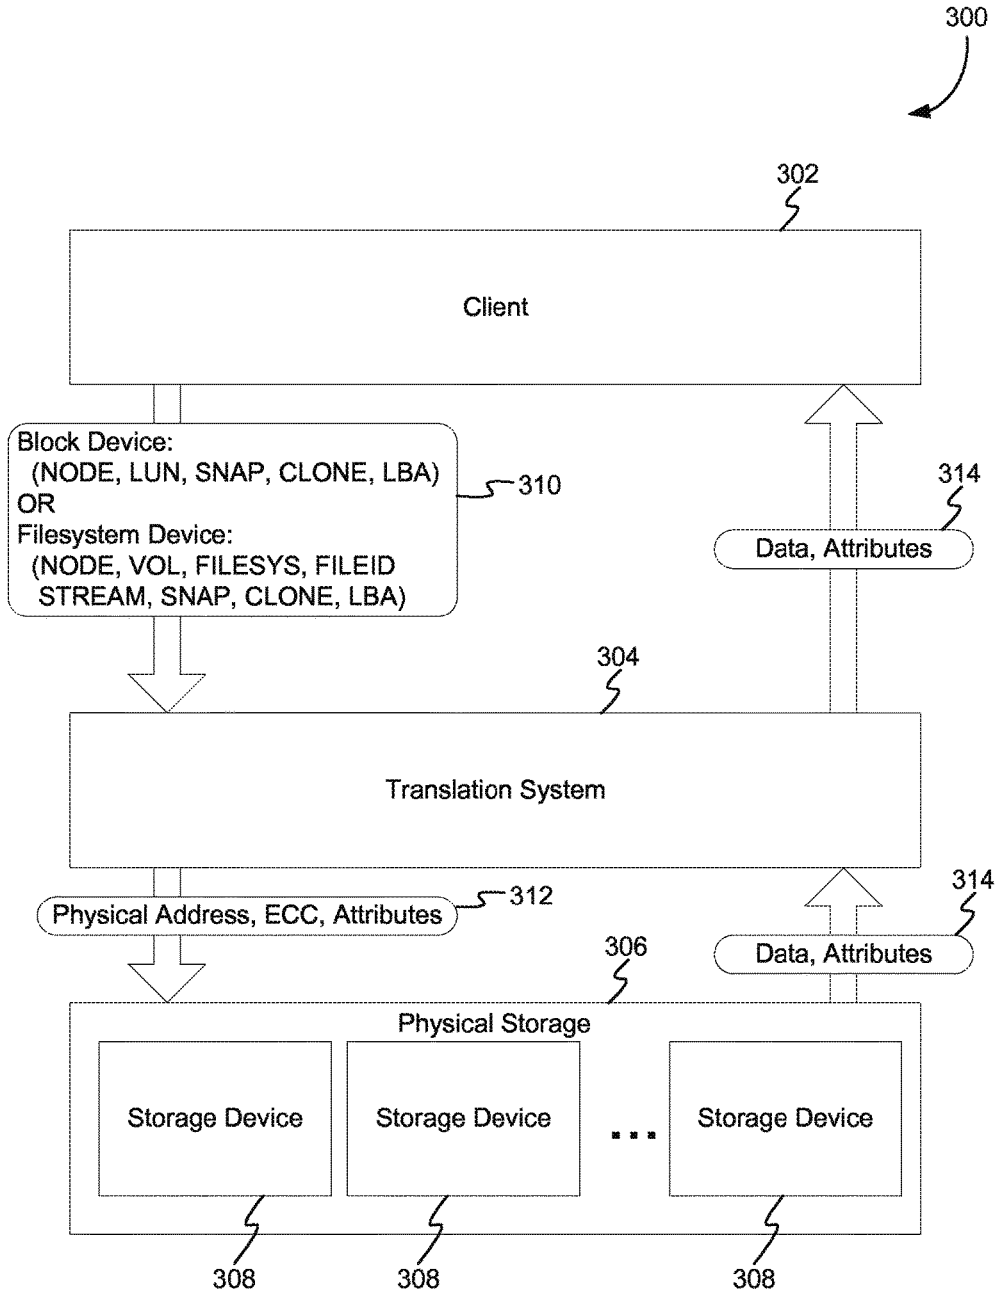 300
302
Client
Block Device:
(NODE, LUN, SNAP, CLONE, LBA)
OR
Filesystem Device:
(NODE, VOL, FILESYS, FILEID
STREAM, SNAP, CLONE, LBA)
310
314
Data, Attributes
304
Translation System
Physical Address, ECC, Attributes
312
314
Data, Attributes
306
Physical Storage
Storage Device
Storage Device
...
Storage Device
308
308
308